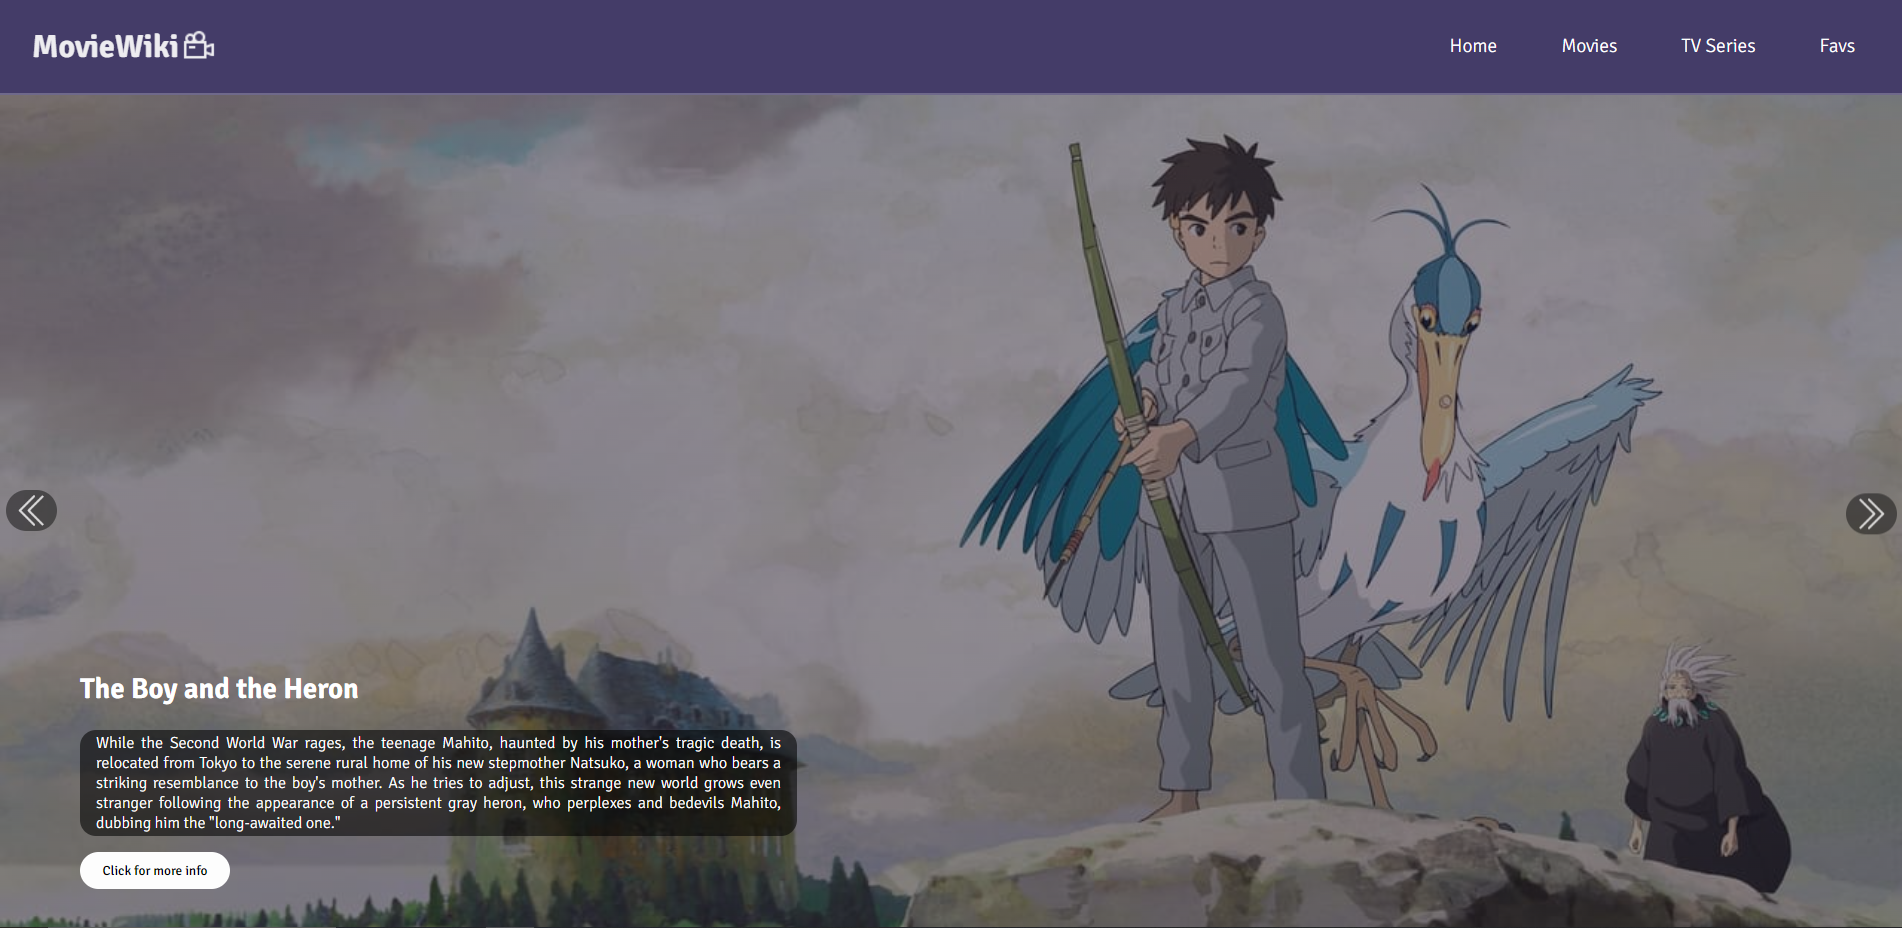 MovieWiki
Home Movies TV Series Favs
The Boy and the Heron
While the Second World War rages, the teenage Mahito, haunted by his mother's tragic death, is
relocated from Tokyo to the serene rural home of his new stepmother Natsuko, a woman who bears a
striking resemblance to the boy's mother. As he tries to adjust, this strange new world grows even
stranger following the appearance of a persistent gray heron, who perplexes and bedevils Mahito,
dubbing him the "long-awaited one."
Click for more info